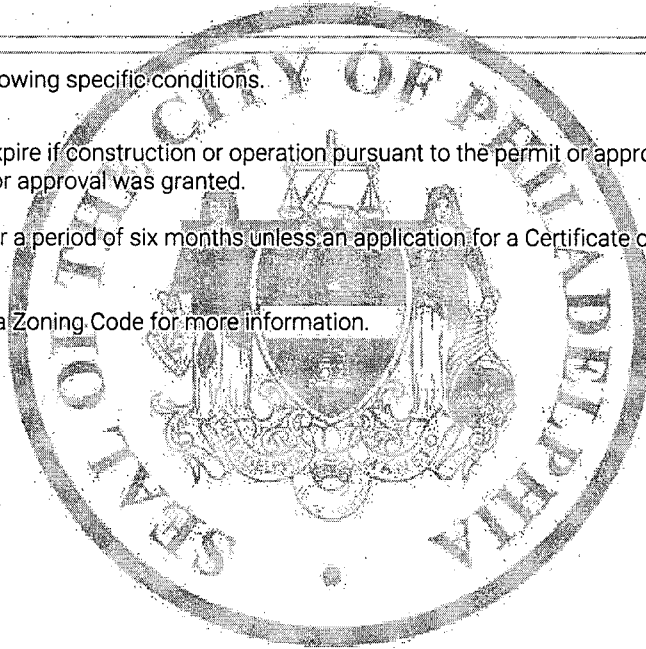 SEAL OF THE CITY OF PHILADELPHIA
owing specific conditions.
xpire if construction or operation pursuant to the permit or appro
or approval was granted.
r a period of six months unless an application for a Certificate o
a Zoning Code for more information.